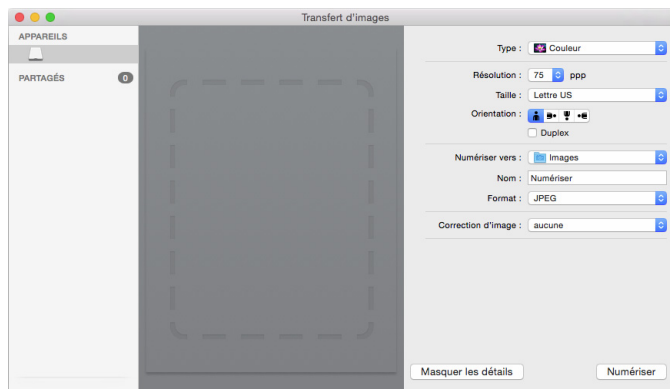 Transfert d'images
APPAREILS
PARTAGÉS 0
Type : Couleur
Résolution : 75 ppp
Taille : Lettre US
Orientation :
Duplex
Numériser vers : Images
Nom : Numériser
Format : JPEG
Correction d'image : aucune
Masquer les détails Numériser